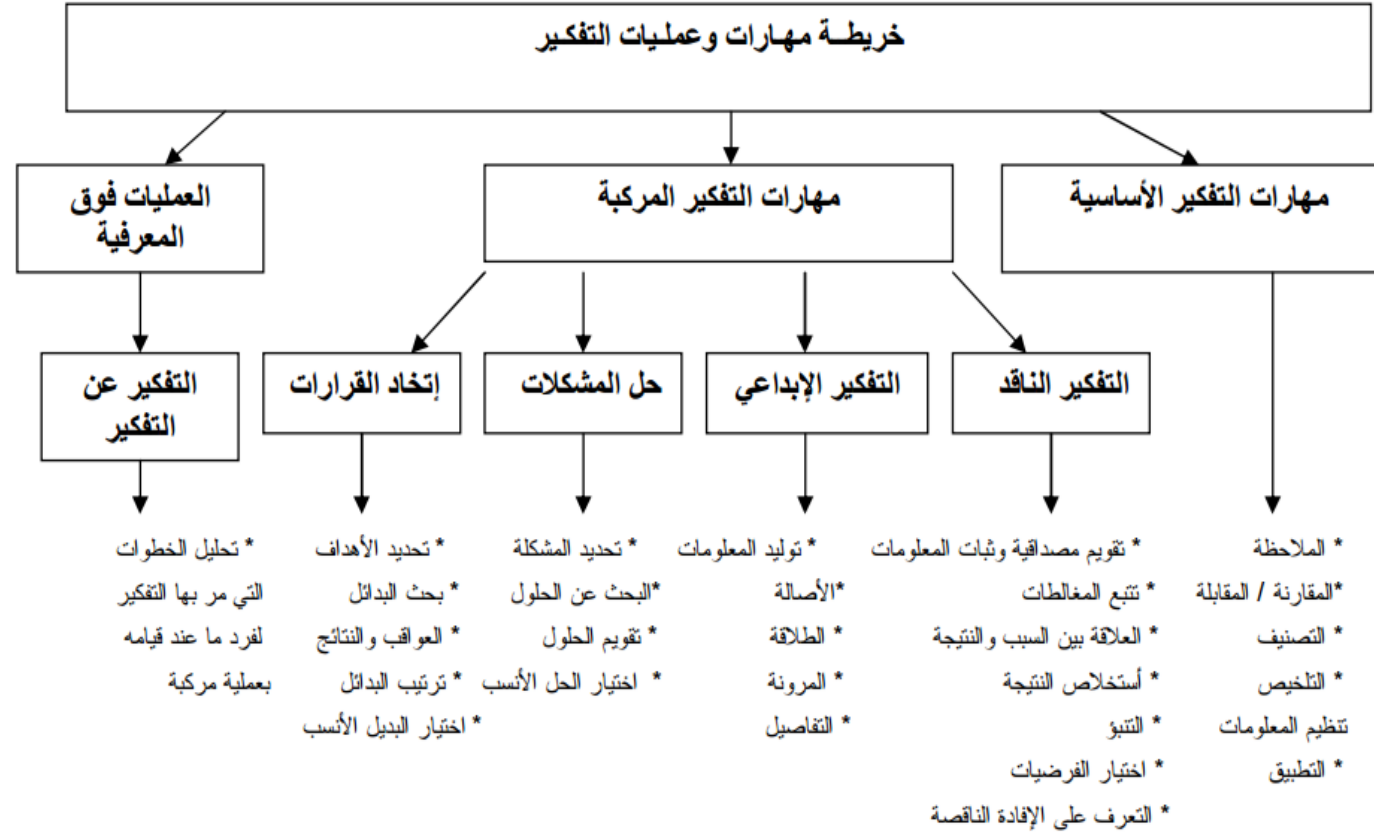 خريطــة مهـارات وعمـليات التفكـير
مهارات التفكير الأساسية
مهارات التفكير المركبة
العمليات فوق
المعرفية
التفكير الناقد
التفكير الإبداعي
حل المشكلات
إتخاد القرارات
التفكير عن
التفكير
* الملاحظة
*المقارنة / المقابلة
* التصنيف
* التلخيص
تنظيم المعلومات
* التطبيق
* تقويم مصداقية وثبات المعلومات
* تتبع المغالطات
* العلاقة بين السبب والنتيجة
* أستخلاص النتيجة
* التنبؤ
* اختيار الفرضيات
* التعرف على الإفادة الناقصة
* توليد المعلومات
*الأصالة
* الطلاقة
* المرونة
* التفاصيل
* تحديد المشكلة
*البحث عن الحلول
* تقويم الحلول
* اختيار الحل الأنسب
* تحديد الأهداف
* بحث البدائل
* العواقب والنتائج
* ترتيب البدائل
* اختيار البديل الأنسب
* تحليل الخطوات
التي مر بها التفكير
لفرد ما عند قيامه
بعملية مركبة